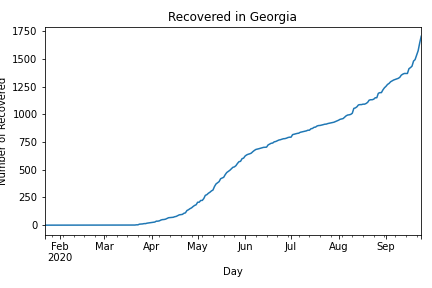 Recovered in Georgia
Number of Recovered
1750
1500
1250
1000
750
500
250
0
Feb
2020
Mar
Apr
May
Jun
Jul
Aug
Sep
Day